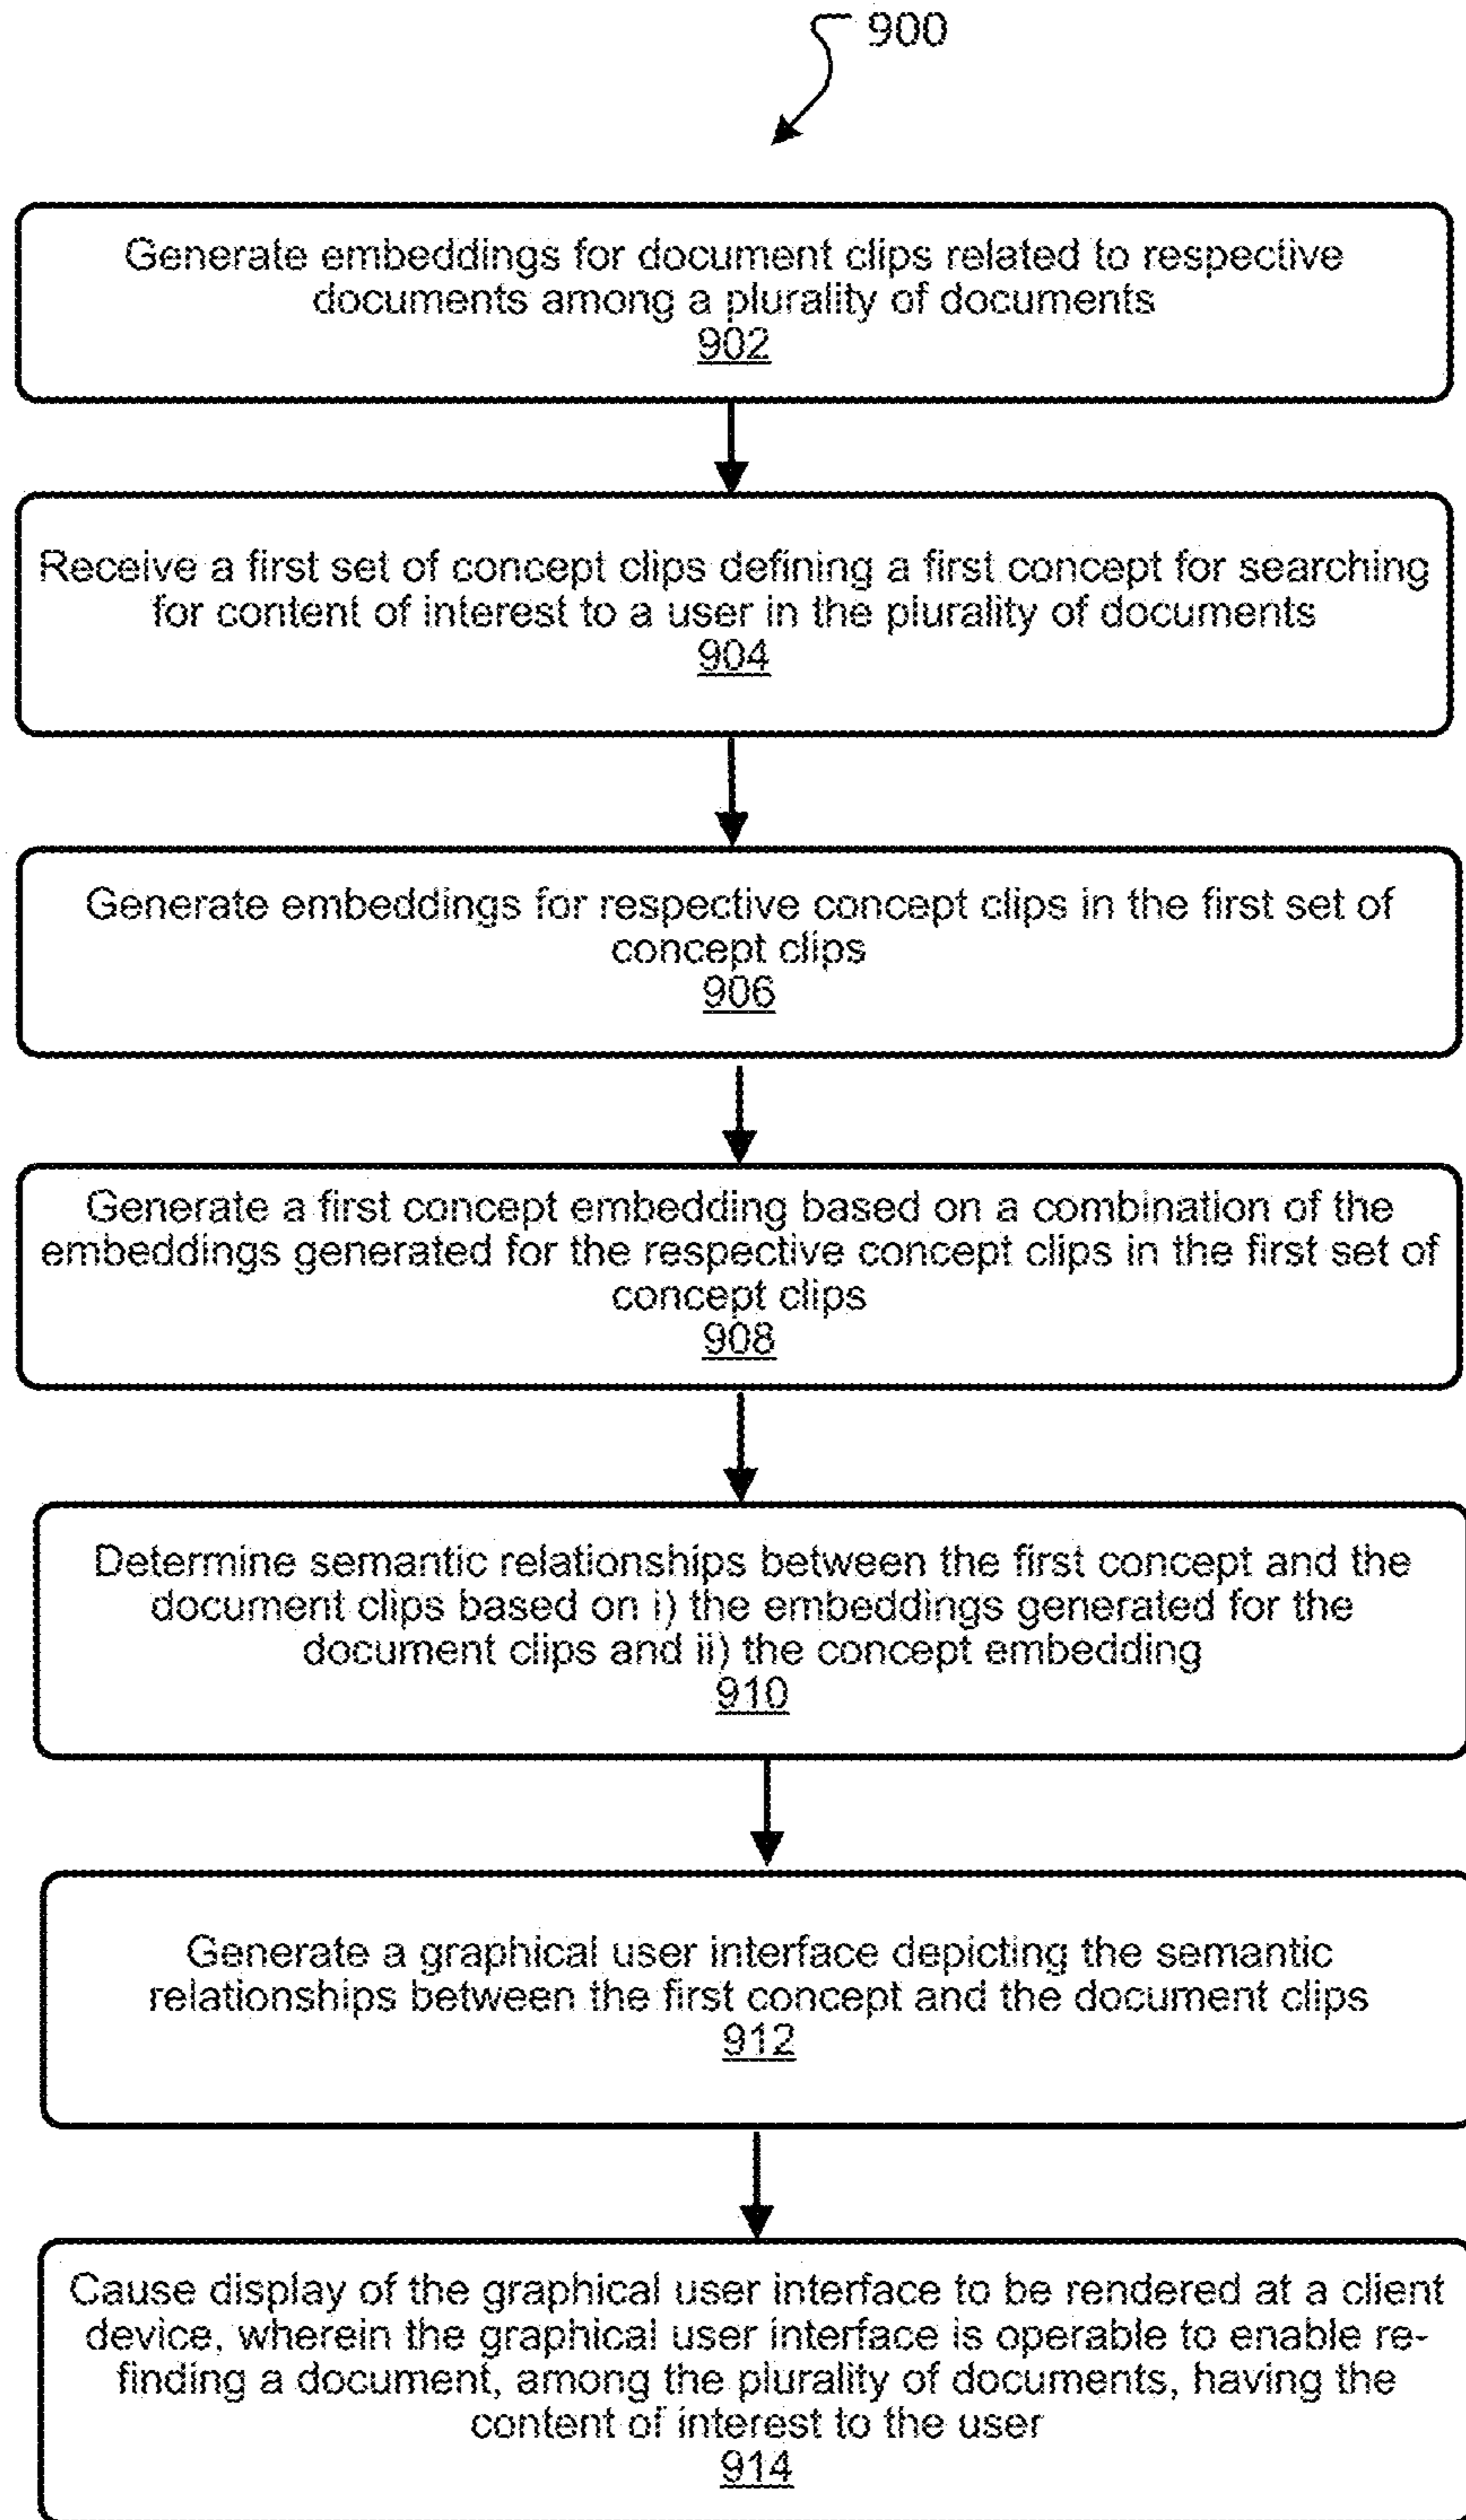 900
Generate embeddings for document clips related to respective
documents among a plurality of documents
902
Receive a first set of concept clips defining a first concept for searching
for content of interest to a user in the plurality of documents
904
Generate embeddings for respective concept clips in the first set of
concept clips
906
Generate a first concept embedding based on a combination of the
embeddings generated for the respective concept clips in the first set of
concept clips
908
Determine semantic relationships between the first concept and the
document clips based on i) the embeddings generated for the
document clips and ii) the concept embedding
910
Generate a graphical user interface depicting the semantic
relationships between the first concept and the document clips
912
Cause display of the graphical user interface to be rendered at a client
device, wherein the graphical user interface is operable to enable re-
finding a document, among the plurality of documents, having the
content of interest to the user
914